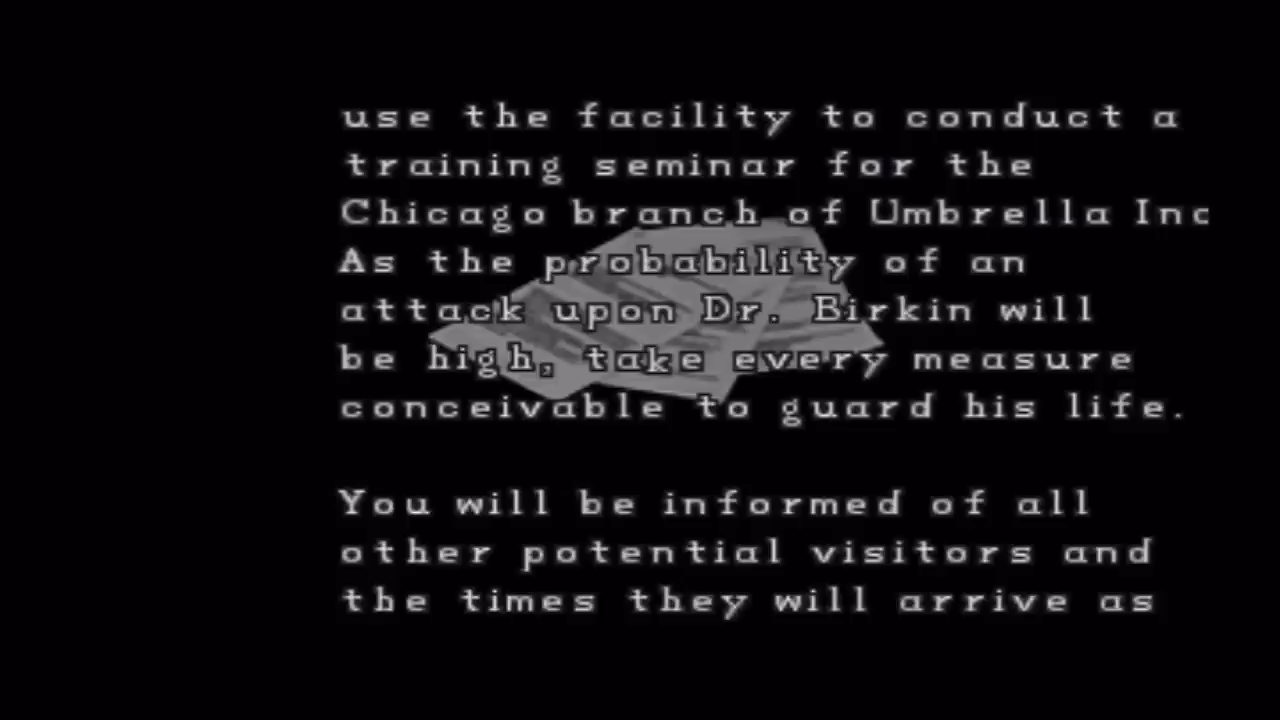 use the facility to conduct a
training seminar for the
Chicago branch of Umbrella Inc
As the probability of an
attack upon Dr. Birkin will
be high, take every measure
conceivable to guard his life.
You will be informed of all
other potential visitors and
the times they will arrive as